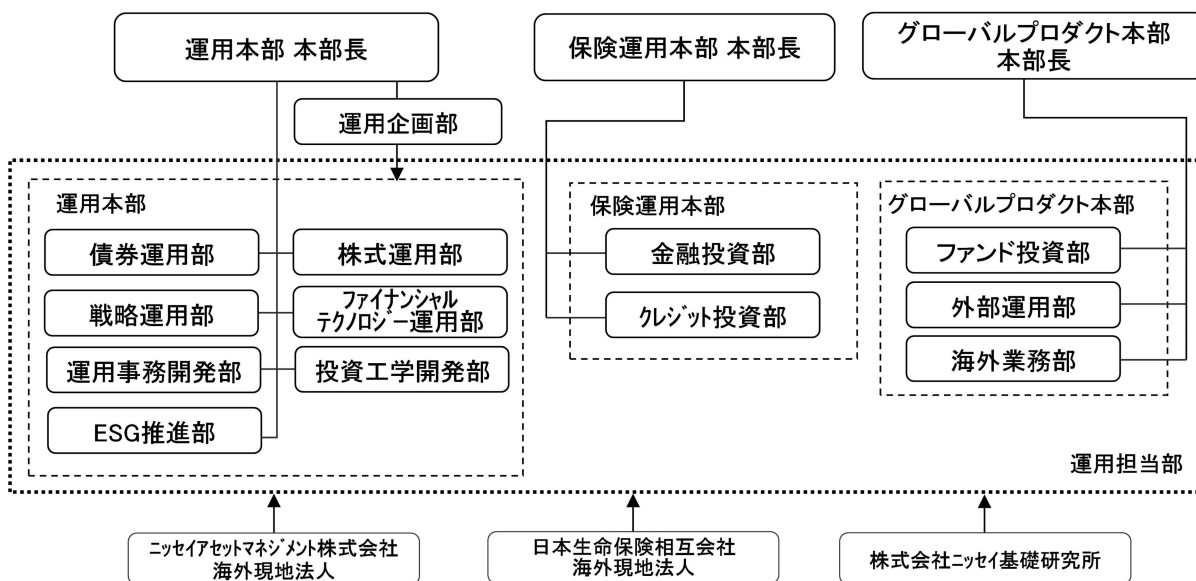 運用本部 本部長
保険運用本部 本部長
グローバルプロダクト本部
本部長
運用企画部
運用本部
債券運用部
株式運用部
戦略運用部
ファイナンシャル
テクノロジー運用部
運用事務開発部
投資工学開発部
ESG推進部
保険運用本部
金融投資部
クレジット投資部
グローバルプロダクト本部
ファンド投資部
外部運用部
海外業務部
運用担当部
ニッセイアセットマネジメント株式会社
海外現地法人
日本生命保険相互会社
海外現地法人
株式会社ニッセイ基礎研究所